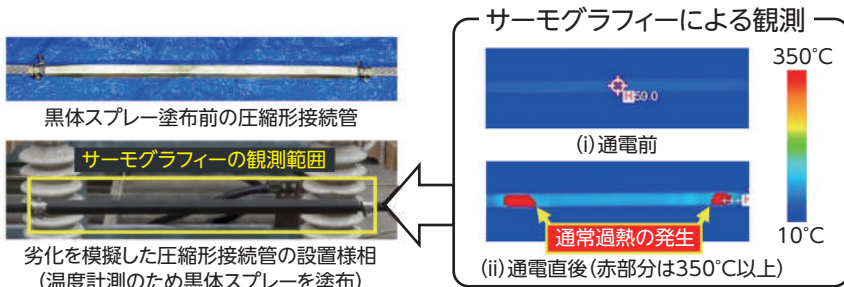 サーモグラフィーによる観測
黒体スプレー塗布前の圧縮形接続管
サーモグラフィーの観測範囲
劣化を模擬した圧縮形接続管の設置様相
(温度計測のため黒体スプレーを塗布)
H59.0
(i)通電前
通常過熱の発生
(ii)通電直後(赤部分は350℃以上)
350℃
10℃